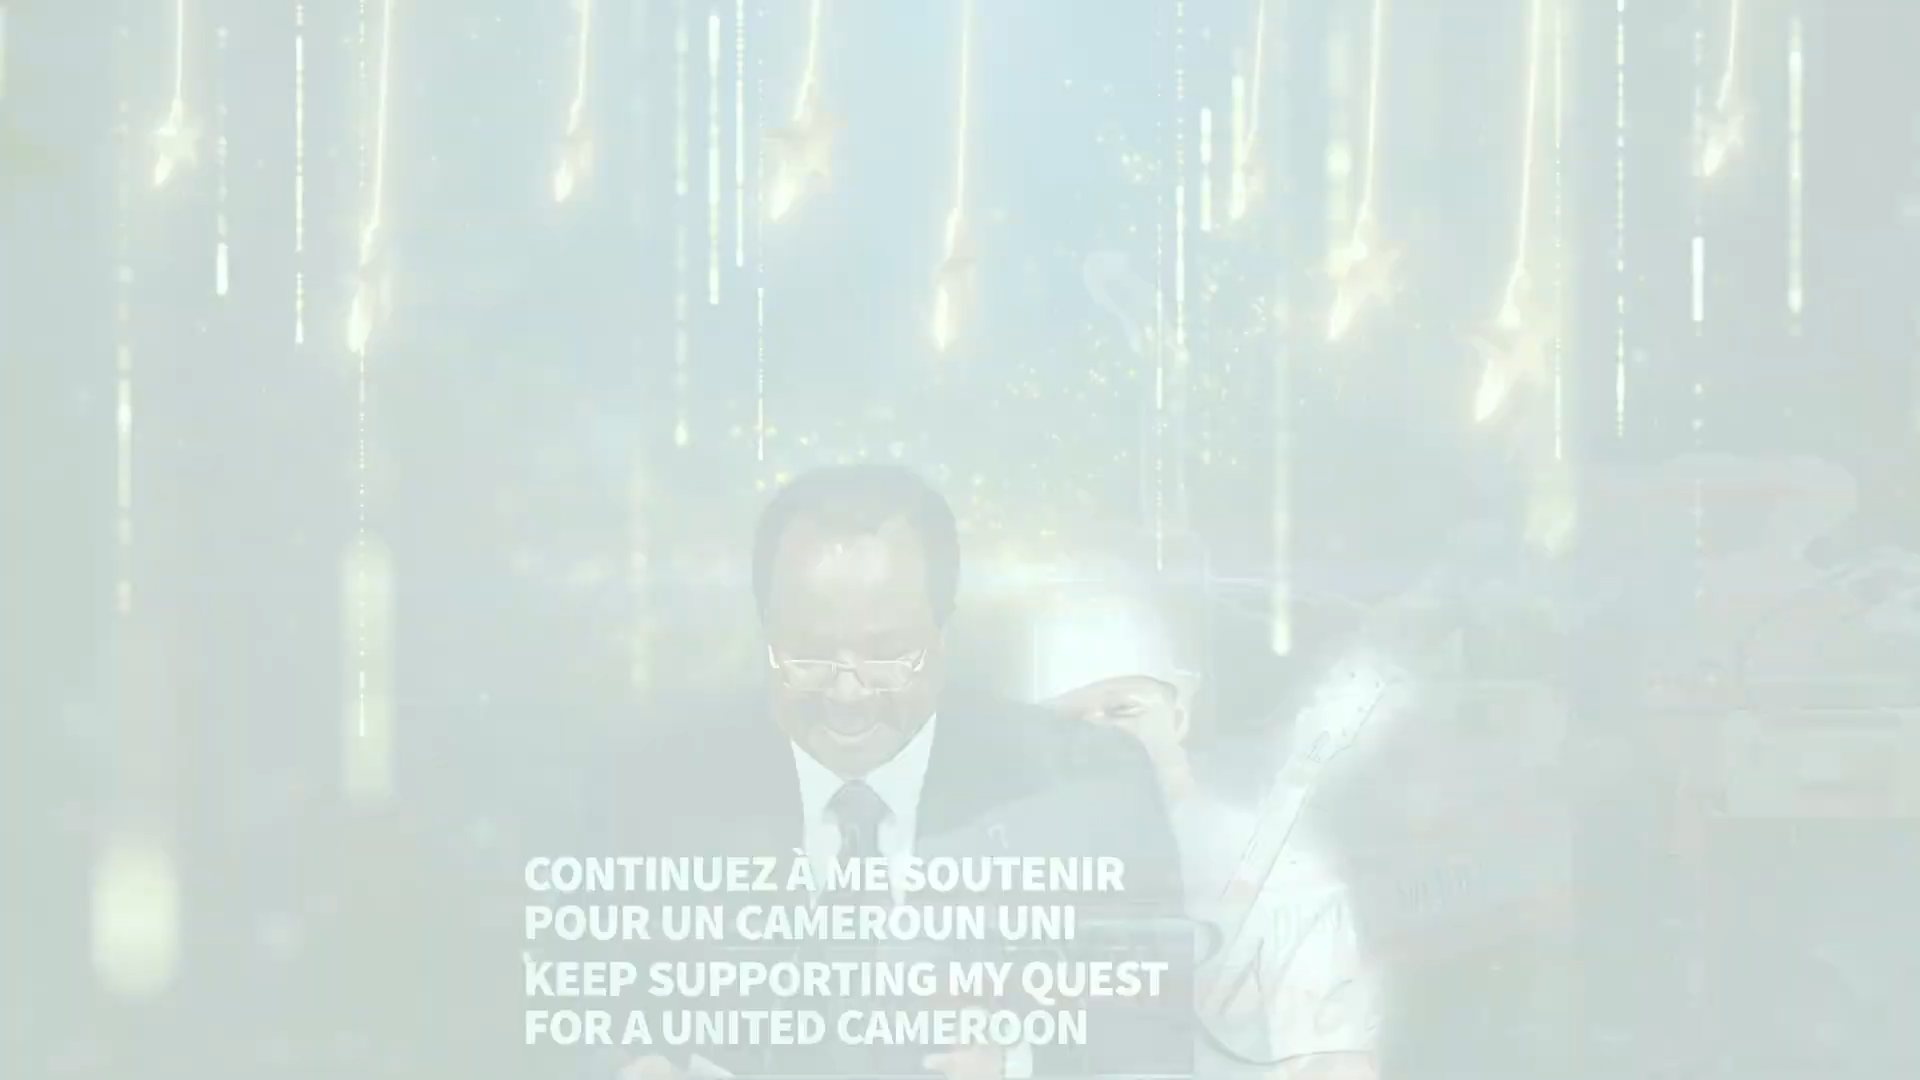 CONTINUEZ À ME SOUTENIR
POUR UN CAMEROUN UNI
KEEP SUPPORTING MY QUEST
FOR A UNITED CAMEROON